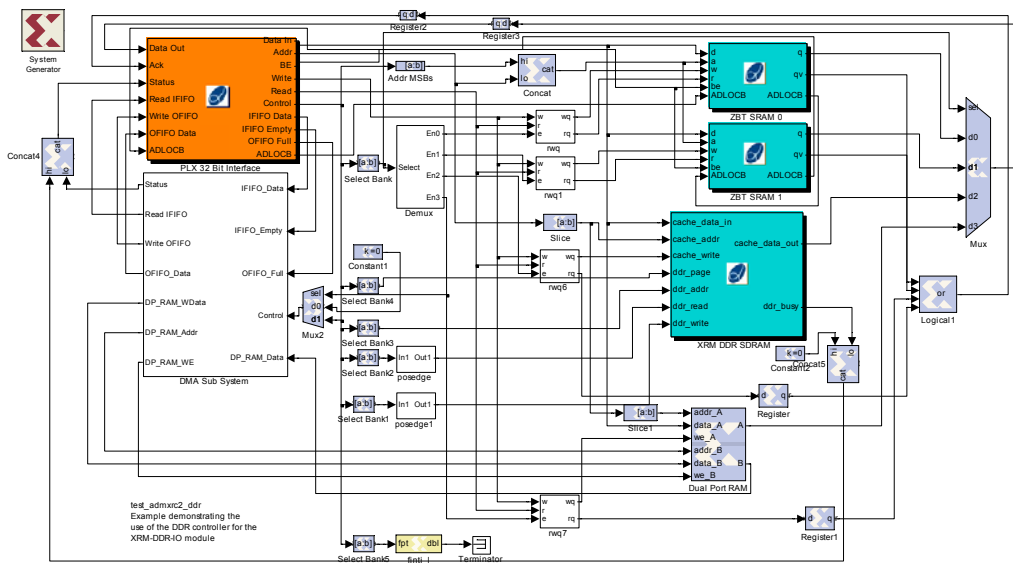 System
Generator
Register2
Register3
Data Out
Ack
Status
Read IFIFO
Write OFIFO
OFIFO Data
ADLOCB
Data In
Addr
BE
Write
Read
Control
IFIFO Data
IFIFO Empty
OFIFO Full
ADLOCB
PLX 32 Bit Interface
Concat4
cat
hi
lo
Status
Read IFIFO
Write OFIFO
OFIFO_Data
DP_RAM_WData
DP_RAM_Addr
DP_RAM_WE
IFIFO_Data
IFIFO_Empty
OFIFO_Full
Control
DP_RAM_Data
DMA Sub System
[a:b]
Addr MSBs
hi
lo
cat
Concat
[a:b]
Select Bank
Select
En0
En1
En2
En3
Demux
w
r
e
wq
rq
rwq
w
r
e
wq
rq
rwq1
d
a
w
r
be
ADLOCB
q
qv
ADLOCB
ZBT SRAM 0
d
a
w
r
be
ADLOCB
q
qv
ADLOCB
ZBT SRAM 1
sel
d0
d1
d2
d3
Mux
[a:b]
Slice
k=0
Constant1
sel
d0
d1
Mux2
[a:b]
Select Bank4
[a:b]
Select Bank3
[a:b]
Select Bank2
In1 Out1
posedge
[a:b]
Select Bank1
In1 Out1
posedge1
w
r
e
wq
rq
rwq6
cache_data_in
cache_addr
cache_write
ddr_page
ddr_addr
ddr_read
ddr_write
cache_data_out
ddr_busy
XRM DDR SDRAM
or
Logical1
k=0
Constant2
Concat5
hi
lo
cat
d q
Register
[a:b]
Slice1
addr_A
data_A
we_A
addr_B
data_B
we_B
A
B
Dual Port RAM
w
r
e
wq
rq
rwq7
d q
Register1
test_admxrc2_ddr
Example demonstrating the
use of the DDR controller for the
XRM-DDR-IO module
[a:b]
Select Bank5
fpt dbl
Terminator